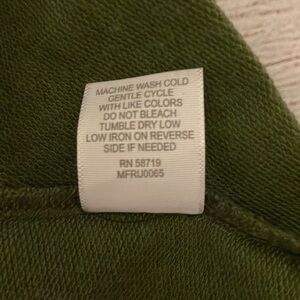 MACHINE WASH COLD
GENTLE CYCLE
WITH LIKE COLORS
DO NOT BLEACH
TUMBLE DRY LOW
LOW IRON ON REVERSE
SIDE IF NEEDED
RN 58719
MFRIJ0065